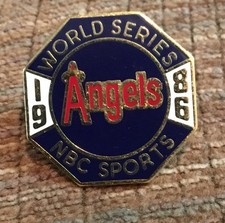 WORLD SERIES
19
Angels
86
NBC SPORTS